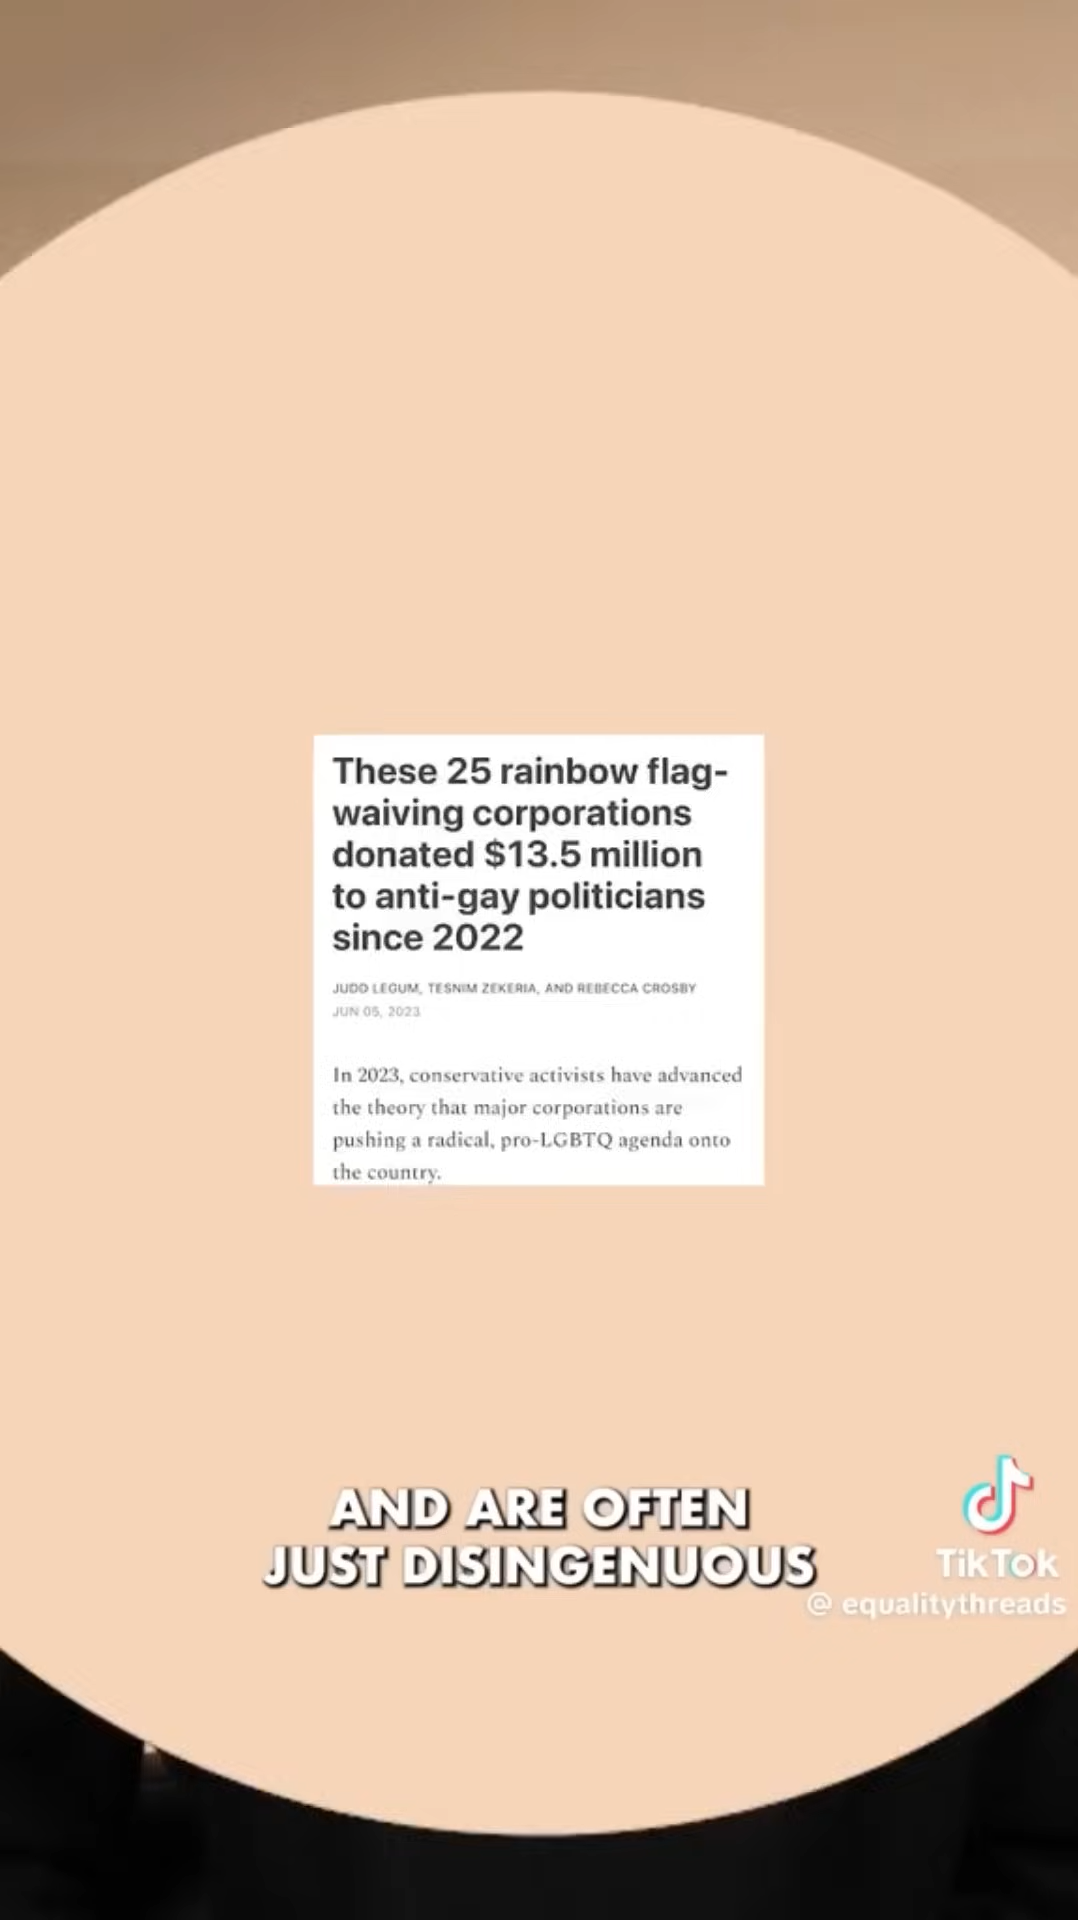 These 25 rainbow flag-
waiving corporations
donated $13.5 million
to anti-gay politicians
since 2022
JUDD LEGUM, TESNIM ZEKERIA, AND REBECCA CROSBY
JUN 05, 2023
In 2023, conservative activists have advanced
the theory that major corporations are
pushing a radical, pro-LGBTQ agenda onto
the country.
AND ARE OFTEN
JUST DISINGENUOUS
TikTok
@ equalitythreads